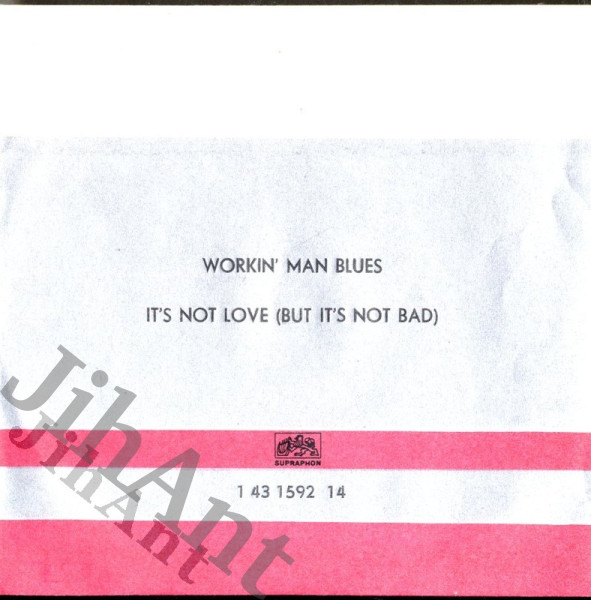 WORKIN' MAN BLUES
IT'S NOT LOVE (BUT IT'S NOT BAD)
SUPRAPHON
1 43 1592 14
JihAnt
JihAnt